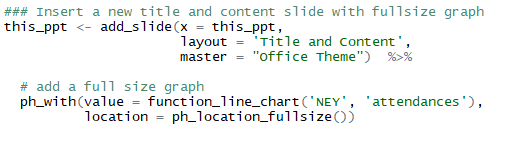 ### Insert a new title and content slide with fullsize graph
this_ppt <- add_slide(x = this_ppt,
layout = 'Title and Content',
master = "Office Theme") %>%
# add a full size graph
ph_with(value = function_line_chart('NEY', 'attendances'),
location = ph_location_fullsize())